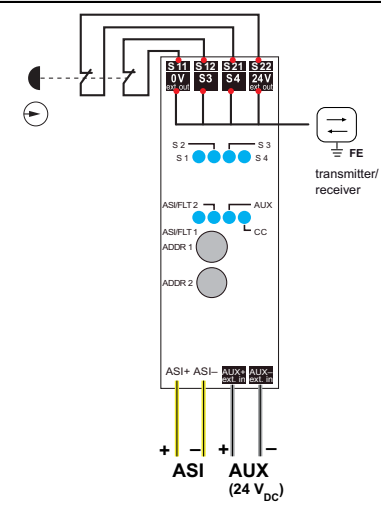 S11 S12 S21 S22
0V S3 S4 24V
ext. out ext. out
FE
transmitter/
receiver
S 2 S 3
S 1 S 4
ASI/FLT 2 AUX
ASI/FLT 1 CC
ADDR 1
ADDR 2
ASI+ ASI– AUX+ AUX–
ext. in ext. in
+ – + –
ASI AUX
(24 VDC)